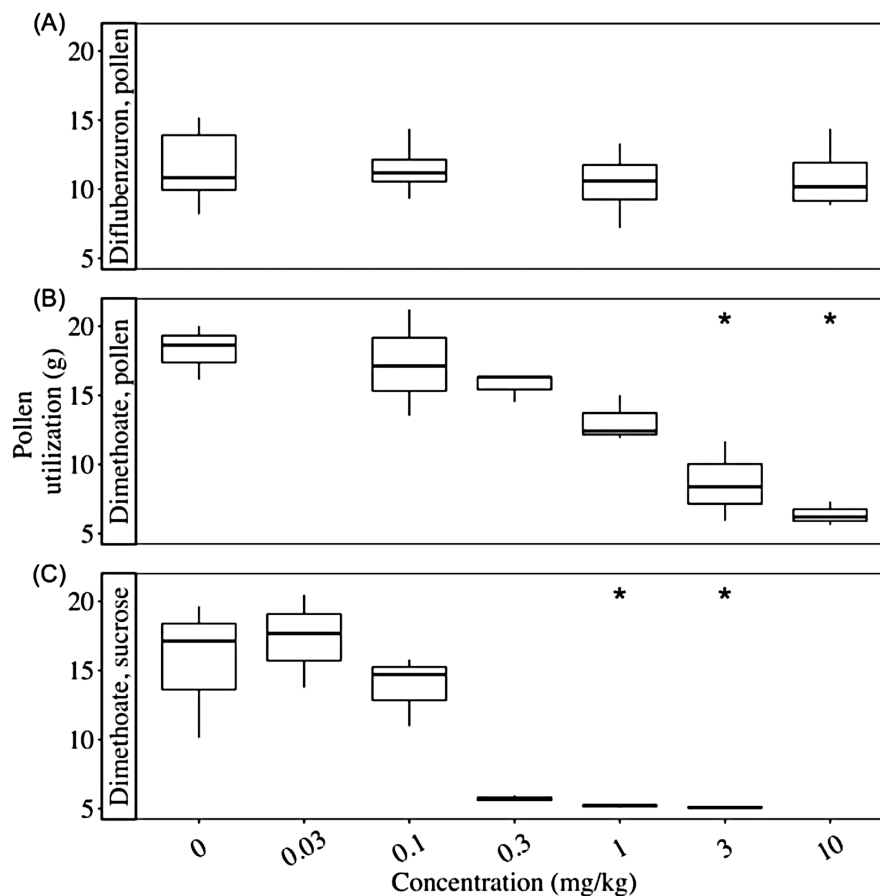 (A)
Diflubenzuron, pollen
20
15
10
5
(B)
Dimethoate, pollen
20
15
10
5
* *
Pollen
utilization (g)
(C)
Dimethoate, sucrose
20
15
10
5
* *
0 0.03 0.1 0.3 1 3 10
Concentration (mg/kg)